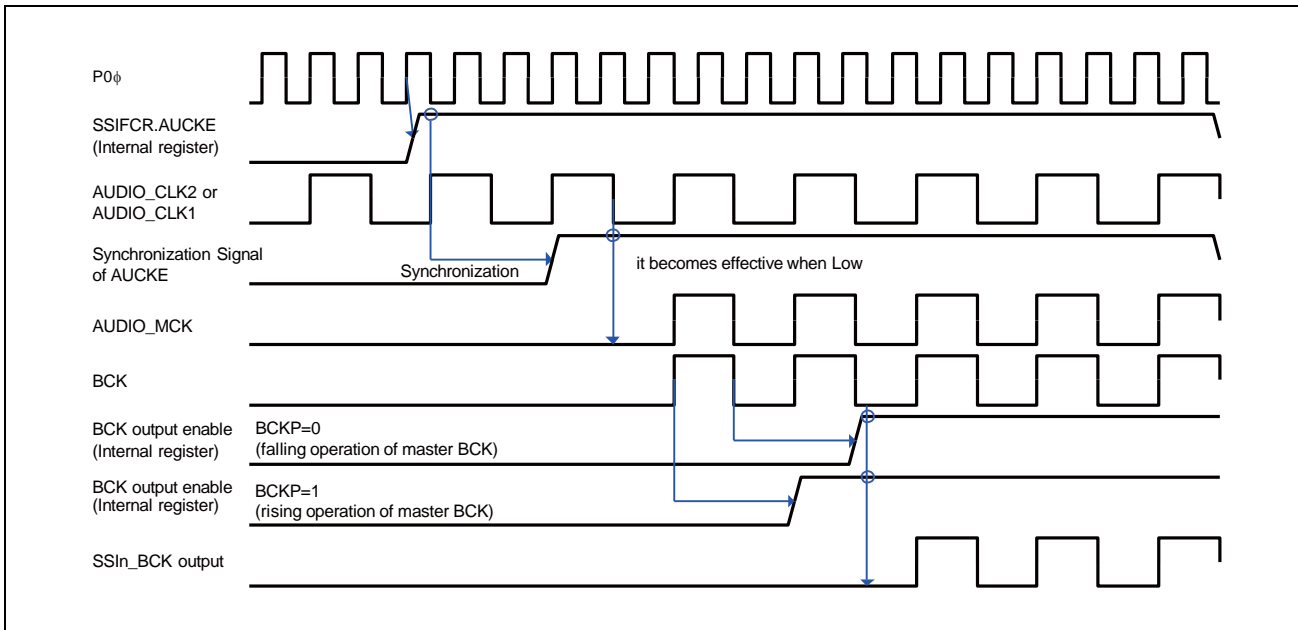 P0ϕ
SSIFCR.AUCKE
(Internal register)
AUDIO_CLK2 or
AUDIO_CLK1
Synchronization Signal
of AUCKE
Synchronization
it becomes effective when Low
AUDIO_MCK
BCK
BCK output enable
(Internal register)
BCKP=0
(falling operation of master BCK)
BCK output enable
(Internal register)
BCKP=1
(rising operation of master BCK)
SSIn_BCK output